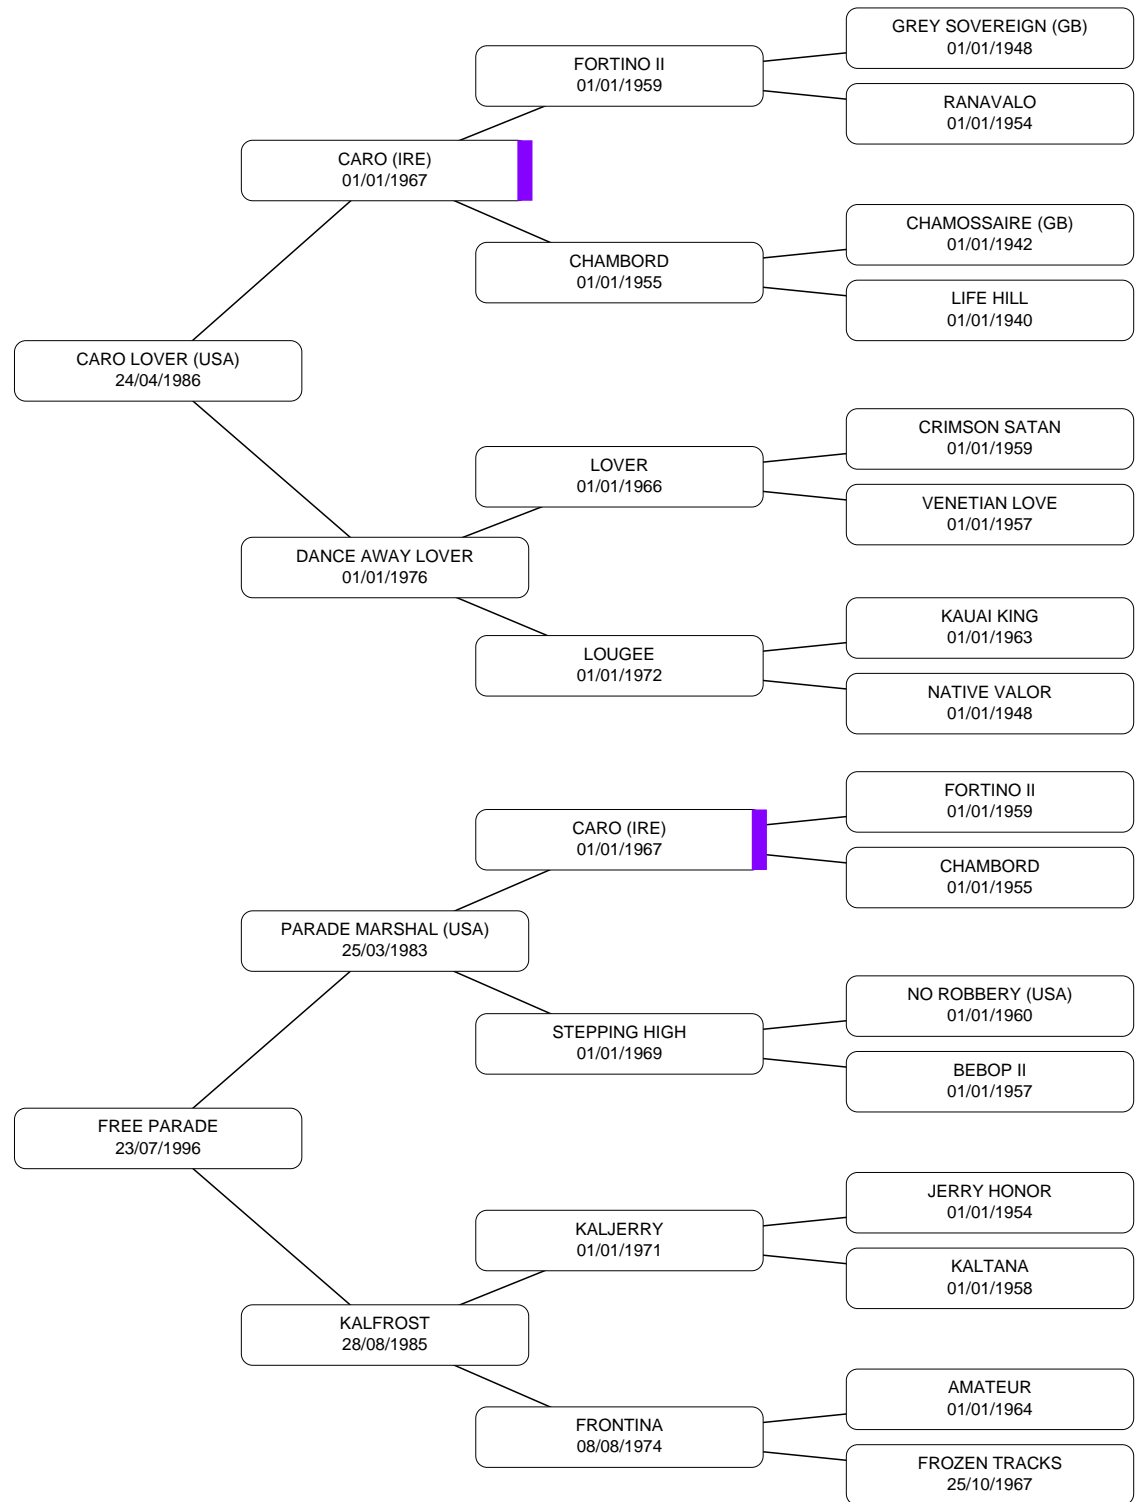 GREY SOVEREIGN (GB)
01/01/1948
FORTINO II
01/01/1959
RANAVALO
01/01/1954
CARO (IRE)
01/01/1967
CHAMOSSAIRE (GB)
01/01/1942
CHAMBORD
01/01/1955
LIFE HILL
01/01/1940
CARO LOVER (USA)
24/04/1986
CRIMSON SATAN
01/01/1959
LOVER
01/01/1966
VENETIAN LOVE
01/01/1957
DANCE AWAY LOVER
01/01/1976
KAUAI KING
01/01/1963
LOUGEE
01/01/1972
NATIVE VALOR
01/01/1948
FORTINO II
01/01/1959
CARO (IRE)
01/01/1967
CHAMBORD
01/01/1955
PARADE MARSHAL (USA)
25/03/1983
NO ROBBERY (USA)
01/01/1960
STEPPING HIGH
01/01/1969
BEBOP II
01/01/1957
FREE PARADE
23/07/1996
JERRY HONOR
01/01/1954
KALJERRY
01/01/1971
KALTANA
01/01/1958
KALFROST
28/08/1985
AMATEUR
01/01/1964
FRONTINA
08/08/1974
FROZEN TRACKS
25/10/1967